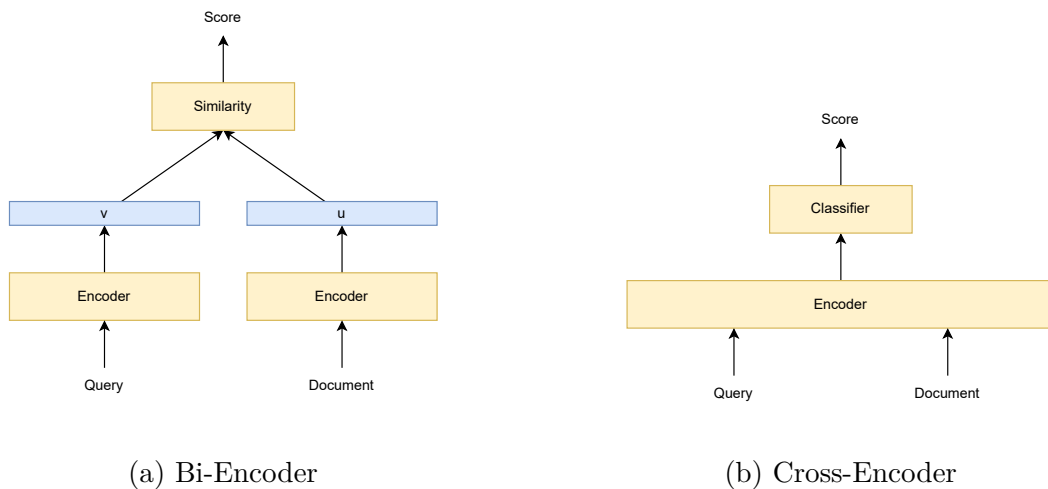 Score
Similarity
v
u
Encoder
Encoder
Query
Document
(a) Bi-Encoder
Score
Classifier
Encoder
Query
Document
(b) Cross-Encoder